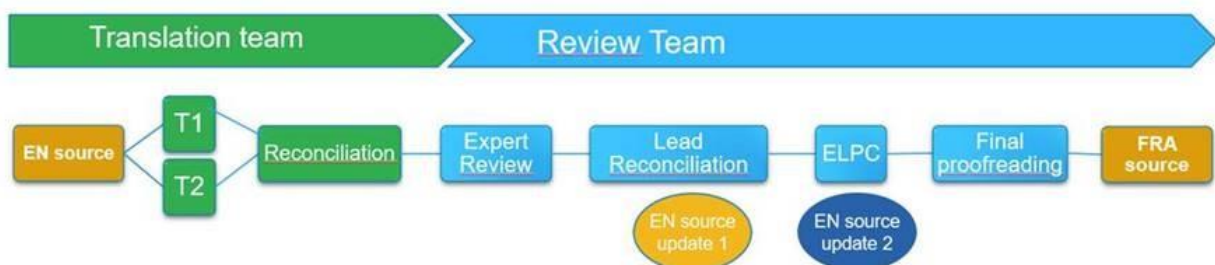 Translation team
Review Team
EN source
T1
T2
Reconciliation
Expert
Review
Lead
Reconciliation
ELPC
Final
proofreading
FRA
source
EN source
update 1
EN source
update 2